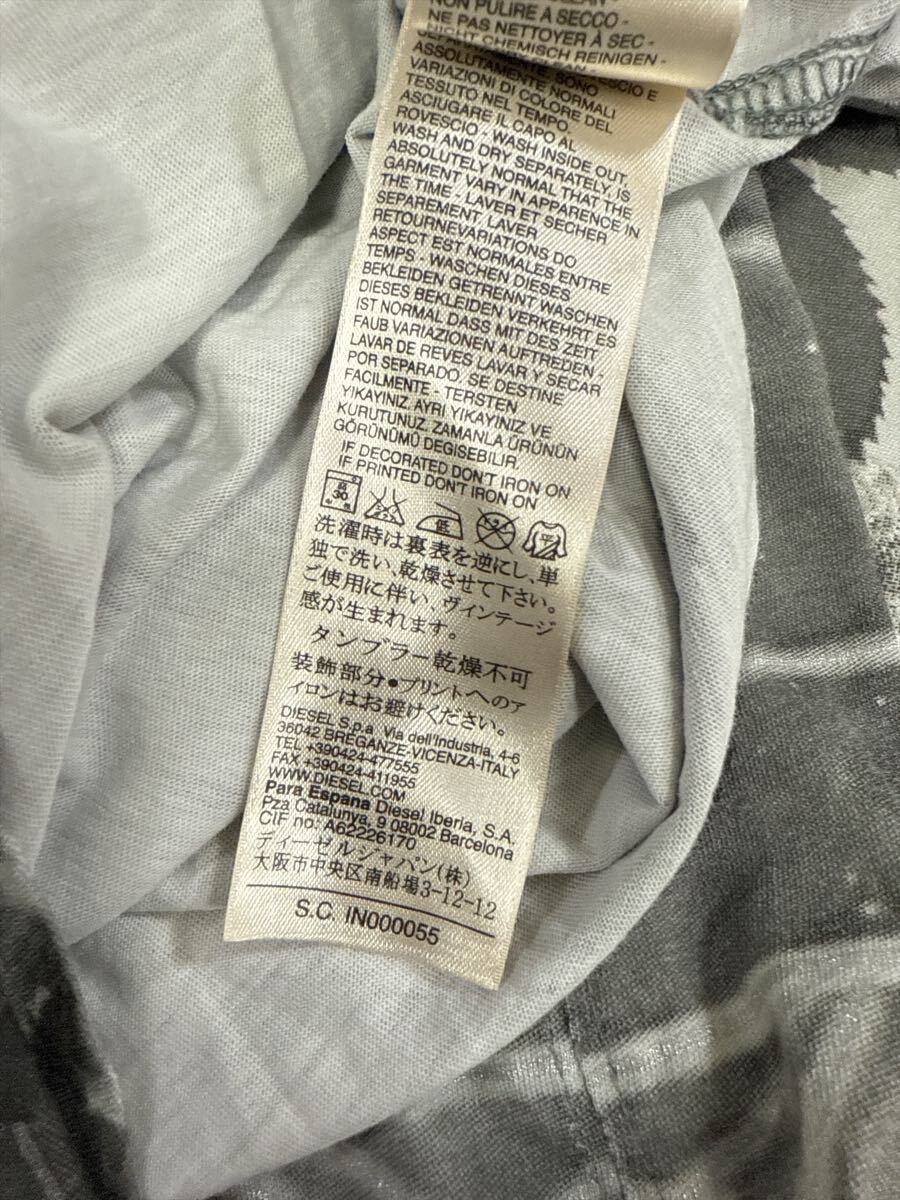 NON PULIRE A SECCO -
NE PAS NETTOYER À SEC -
NICHT CHEMISCH REINIGEN -
ASSOLUTAMENTE NORMALI
VARIAZIONI DI COLORE DEL
TESSUTO NEL TEMPO.
ASCIUGARE IL CAPO AL
ROVESCIO - WASH INSIDE OUT,
WASH AND DRY SEPARATELY, IS
ABSOLUTELY NORMAL THAT THE
GARMENT VARY IN APPARENCE IN
THE TIME - LAVER ET SECHER
SEPAREMENT, LAVER
RETOURNEVARIATIONS DO
ASPECT EST NORMALES ENTRE
TEMPS - WASCHEN DIESES
BEKLEIDEN GETRENNT WASCHEN
DIESES BEKLEIDEN VERKEHRT ES
IST NORMAL DASS MIT DES ZEIT
FAUB VARIAZIONEN AUFTREDEN -
LAVAR DE REVES LAVAR Y SECAR
POR SEPARADO, SE DESTINE
FACILMENTE - TERSTEN
YIKAYINIZ, AYRI YIKAYINIZ VE
KURUTUNUZ. ZAMANLA ÜRÜNÜN
GÖRÜNÜMÜ DEGISEBILIR.
IF DECORATED DON'T IRON ON
IF PRINTED DON'T IRON ON
洗濯時は裏表を逆にし、単
独で洗い、乾燥させて下さい。
ご使用に伴い、ヴィンテージ
感が生まれます。
タンブラー乾燥不可
装飾部分●プリントへのア
イロンはお避けください。
DIESEL S.p.a Via dell'Industria, 4-6
36042 BREGANZE-VICENZA-ITALY
TEL +390424-477555
FAX +390424-411955
WWW.DIESEL.COM
Para Espana Diesel Iberia, S.A.
Pza Catalunya, 9 08002 Barcelona
CIF no: A62226170
ディーゼルジャパン(株)
大阪市中央区南船場3-12-12
S.C. IN000055